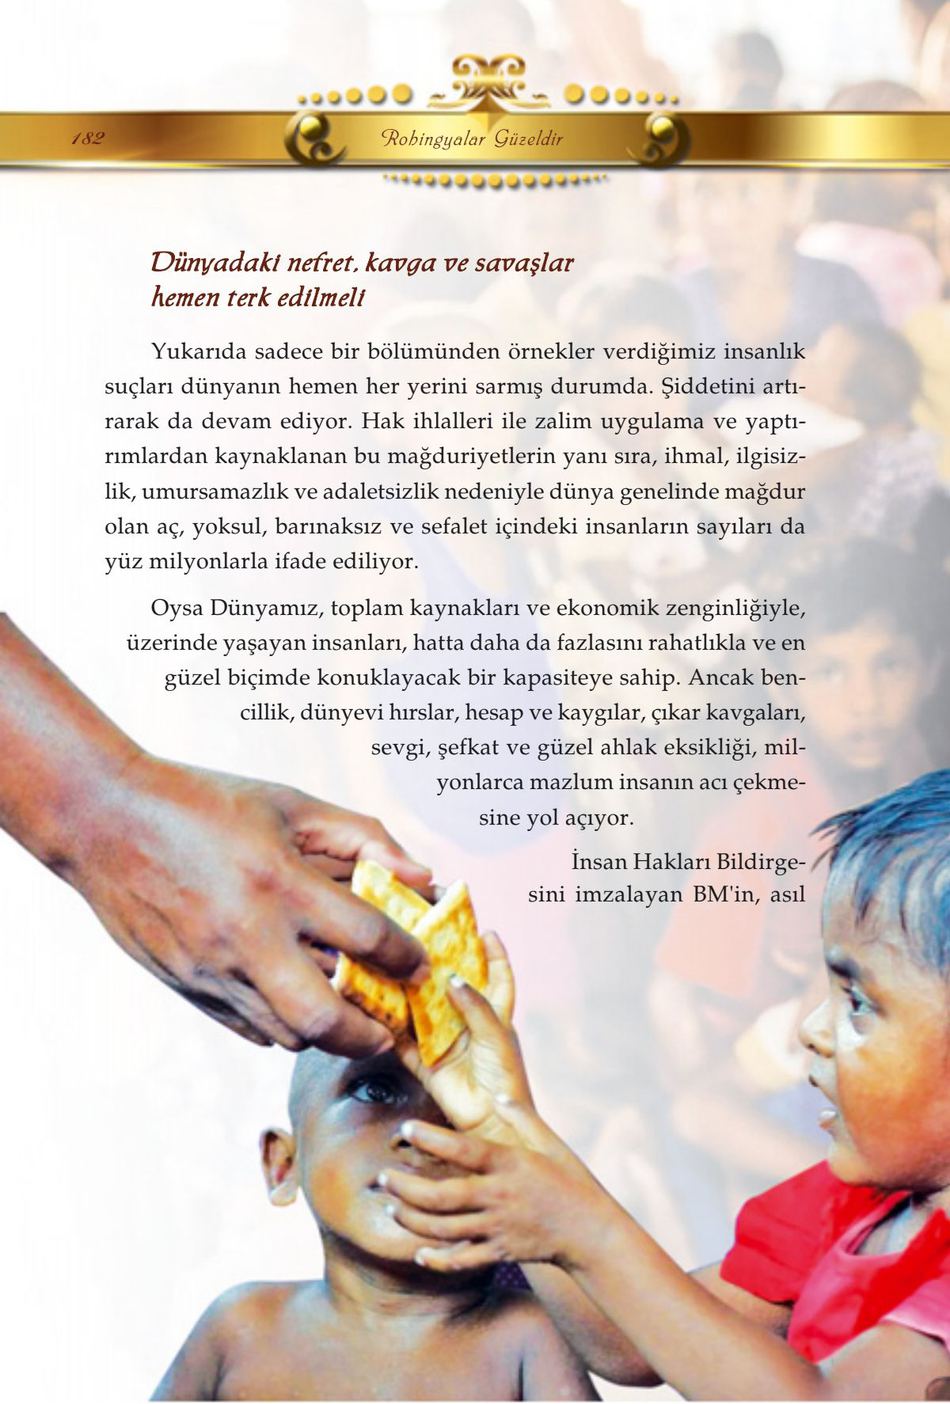 182
Rohingyalar Güzeldir
Dünyadaki nefret, kavga ve savaşlar
hemen terk edilmeli
Yukarıda sadece bir bölümünden örnekler verdiğimiz insanlık
suçları dünyanın hemen her yerini sarmış durumda. Şiddetini artı-
rarak da devam ediyor. Hak ihlalleri ile zalim uygulama ve yaptı-
rımlardan kaynaklanan bu mağduriyetlerin yanı sıra, ihmal, ilgisiz-
lik, umursamazlık ve adaletsizlik nedeniyle dünya genelinde mağdur
olan aç, yoksul, barınaksız ve sefalet içindeki insanların sayıları da
yüz milyonlarla ifade ediliyor.
Oysa Dünyamız, toplam kaynakları ve ekonomik zenginliğiyle,
üzerinde yaşayan insanları, hatta daha da fazlasını rahatlıkla ve en
güzel biçimde konuklayacak bir kapasiteye sahip. Ancak ben-
cillik, dünyevi hırslar, hesap ve kaygılar, çıkar kavgaları,
sevgi, şefkat ve güzel ahlak eksikliği, mil-
yonlarca mazlum insanın acı çekme-
sine yol açıyor.
İnsan Hakları Bildirge-
sini imzalayan BM'in, asıl